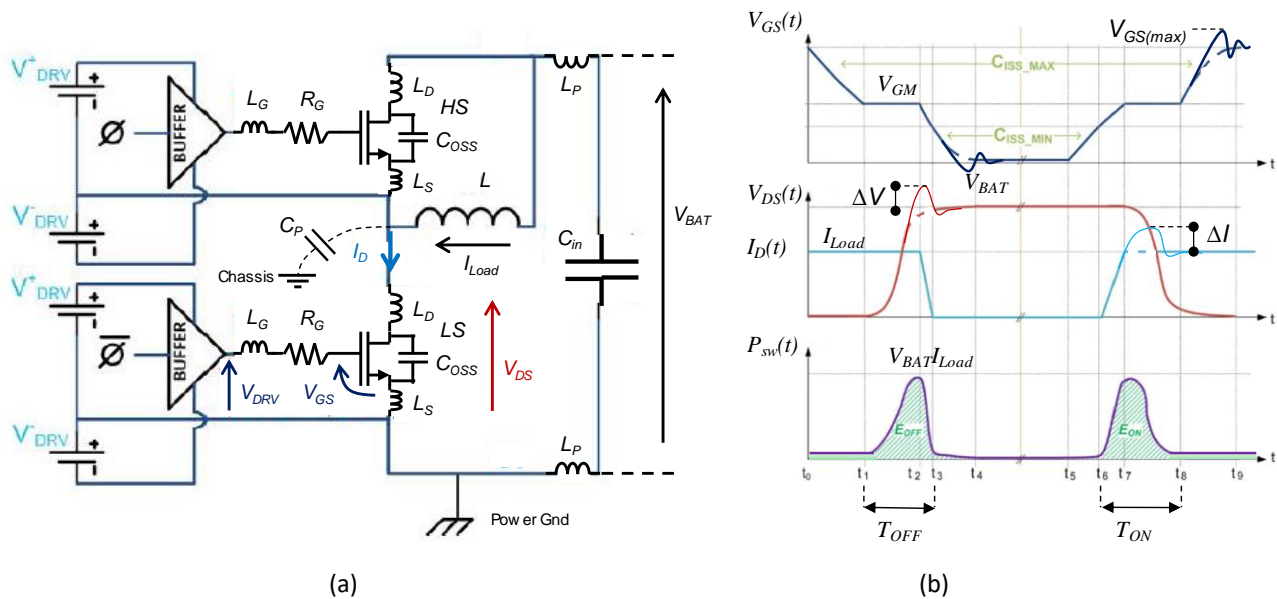 V⁺DRV
+
-
Ø
BUFFER
LG
RG
LD
HS
COSS
LS
V⁻DRV
+
-
LP
L
CP
Chassis
ID
ILoad
Cin
VBAT
V⁺DRV
+
-
Ø̅
BUFFER
LG
RG
LD
LS
COSS
LS
VDRV
VGS
VDS
V⁻DRV
+
-
LP
Power Gnd
(a)
VGS(t)
VGS(max)
CISS_MAX
VGM
CISS_MIN
t
VBAT
VDS(t)
ΔV
ID(t)
ILoad
ΔI
t
Psw(t)
VBATILoad
EOFF
EON
t
t0 t1 t2 t3 t4 t5 t6 t7 t8 t9
TOFF
TON
(b)